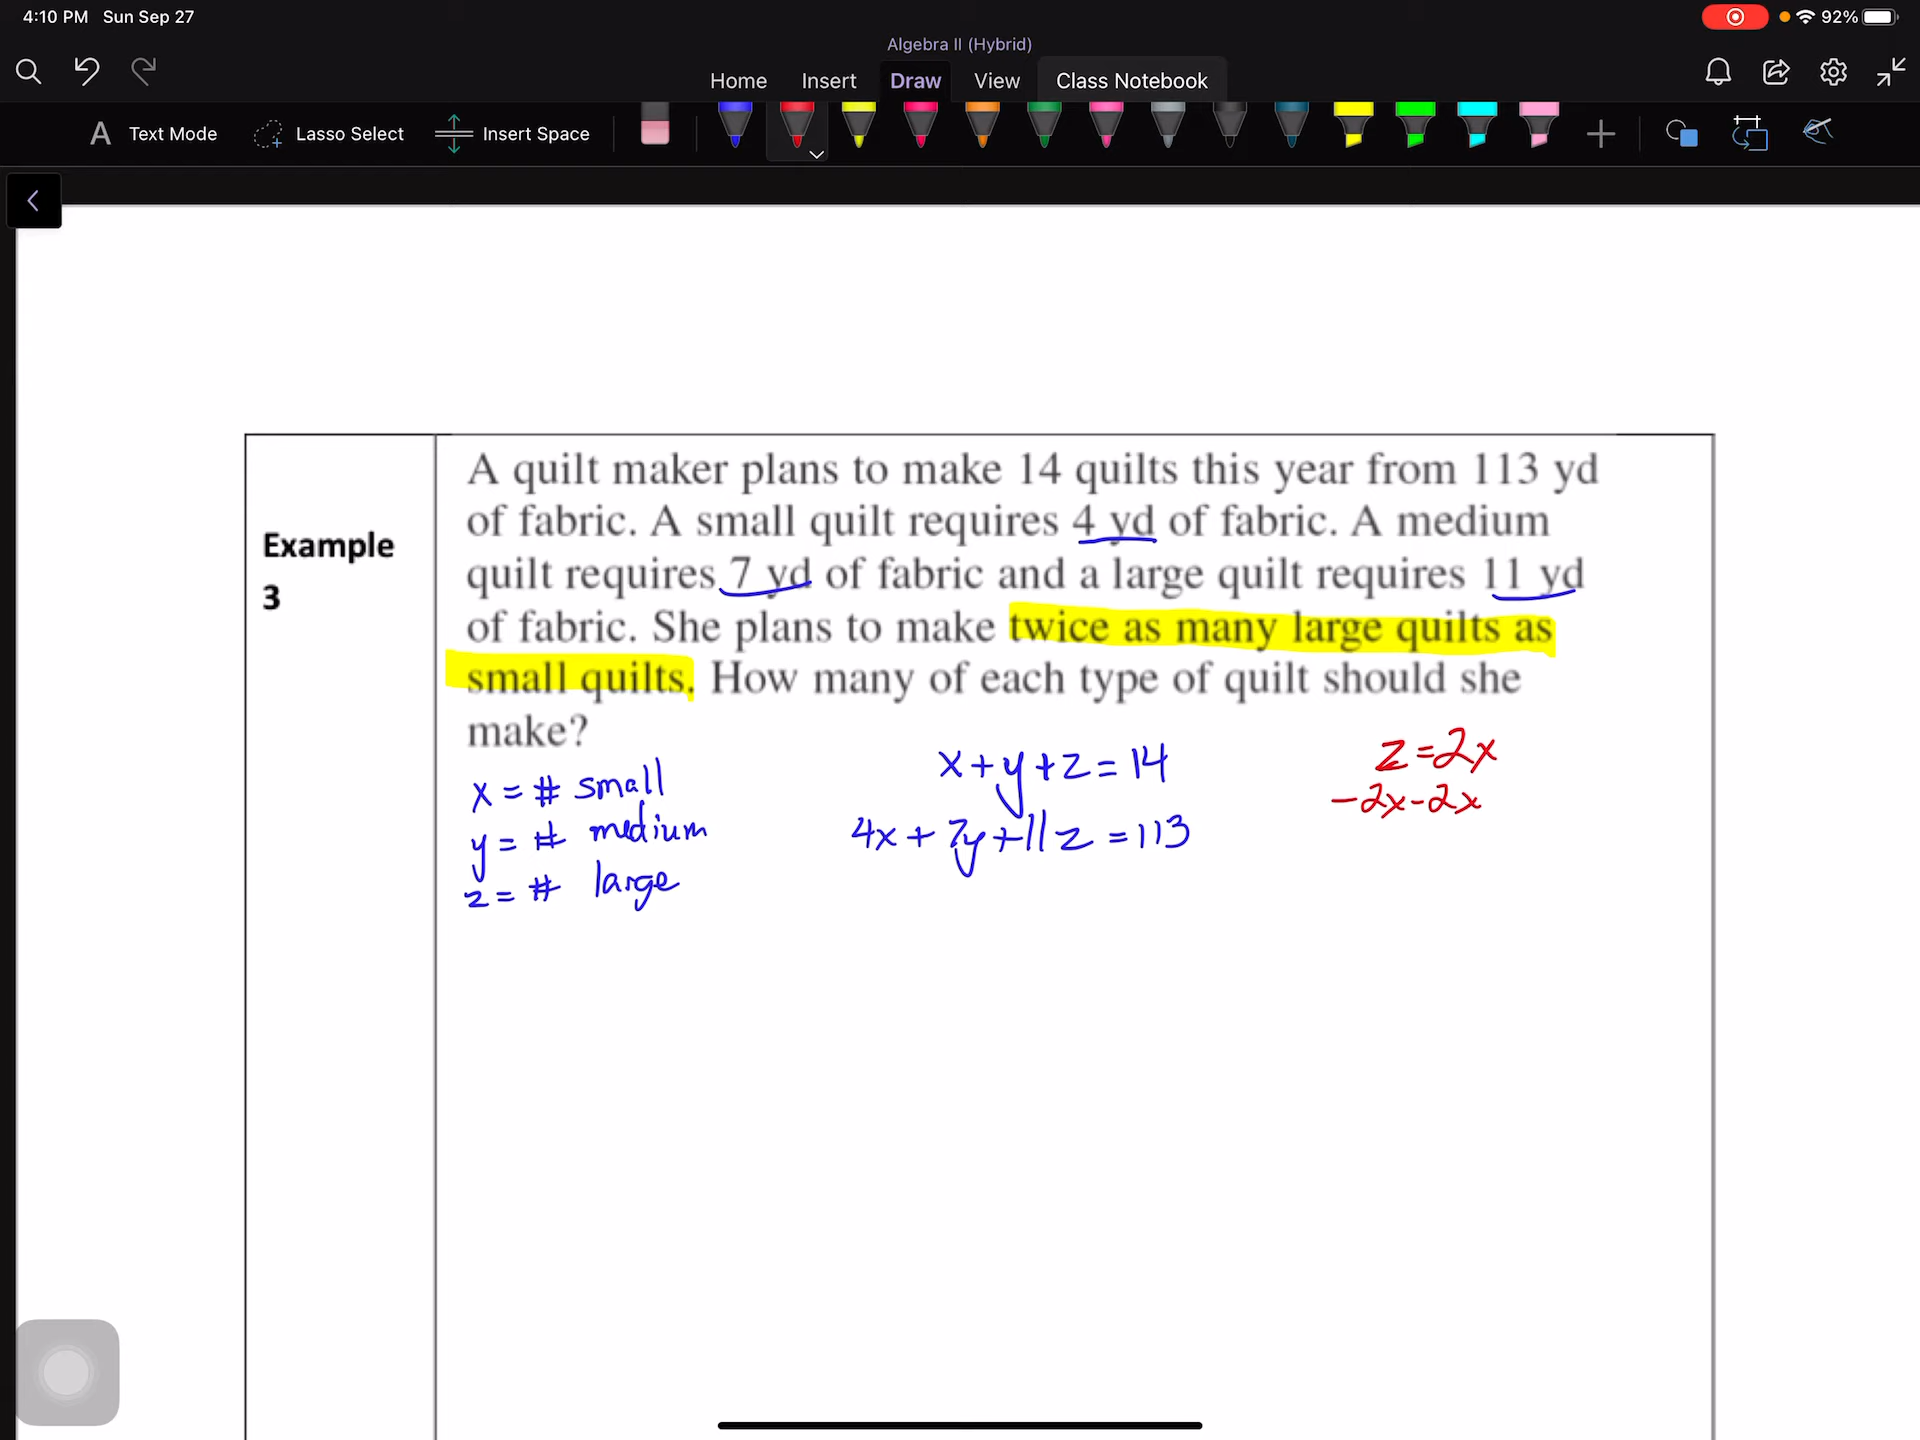 4:10 PM Sun Sep 27
92%
Algebra II (Hybrid)
Home Insert Draw View Class Notebook
A Text Mode Lasso Select Insert Space
Example
3
A quilt maker plans to make 14 quilts this year from 113 yd
of fabric. A small quilt requires 4 yd of fabric. A medium
quilt requires 7 yd of fabric and a large quilt requires 11 yd
of fabric. She plans to make twice as many large quilts as
small quilts. How many of each type of quilt should she
make?
x = # small
y = # medium
z = # large
x+y+z=14
4x+7y+11z=113
z=2x
-2x-2x